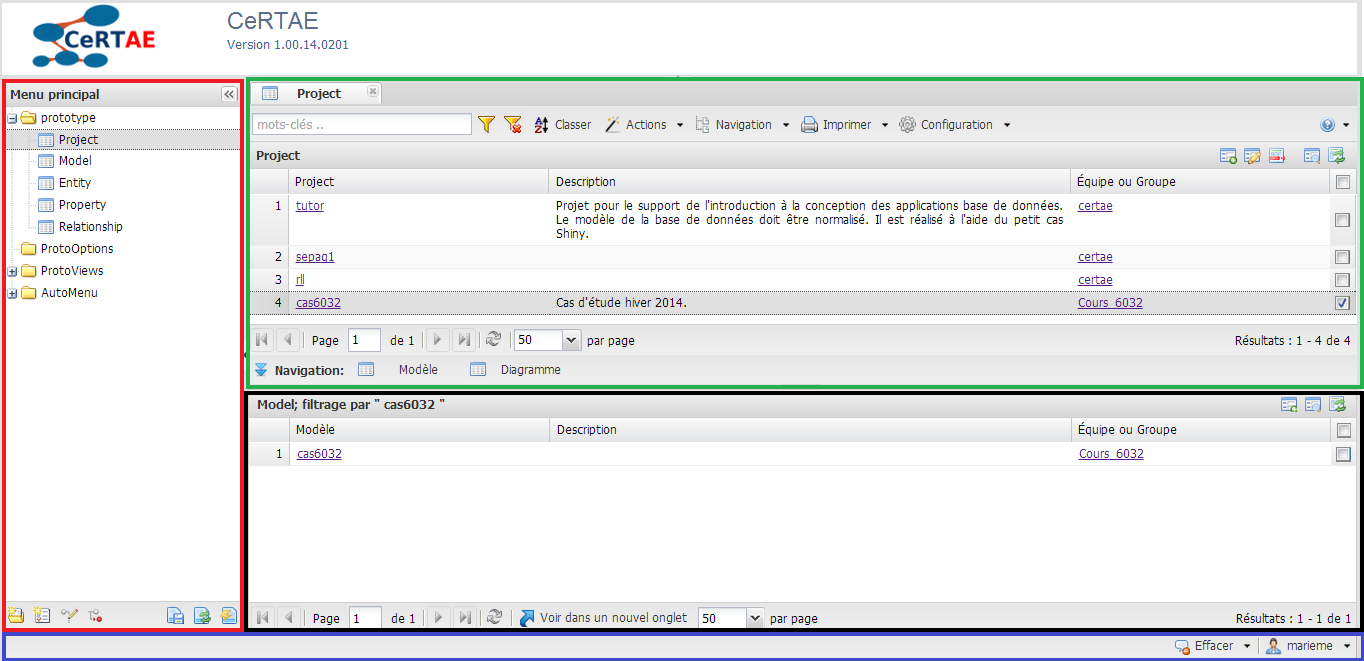 CeRTAE
CeRTAE
Version 1.00.14.0201
Menu principal
prototype
Project
Model
Entity
Property
Relationship
ProtoOptions
ProtoViews
AutoMenu
Project
mots-clés ..
Classer
Actions
Navigation
Imprimer
Configuration
Project
Project Description Équipe ou Groupe
1 tutor Projet pour le support de l'introduction à la conception des applications base de données. certae
Le modèle de la base de données doit être normalisé. Il est réalisé à l'aide du petit cas
Shiny.
2 sepaq1 certae
3 rll certae
4 cas6032 Cas d'étude hiver 2014. Cours_6032
Page 1 de 1 50 par page Résultats : 1 - 4 de 4
Navigation: Modèle Diagramme
Model; filtrage par " cas6032 "
Modèle Description Équipe ou Groupe
1 cas6032 Cours_6032
Page 1 de 1 Voir dans un nouvel onglet 50 par page Résultats : 1 - 1 de 1
Effacer marieme